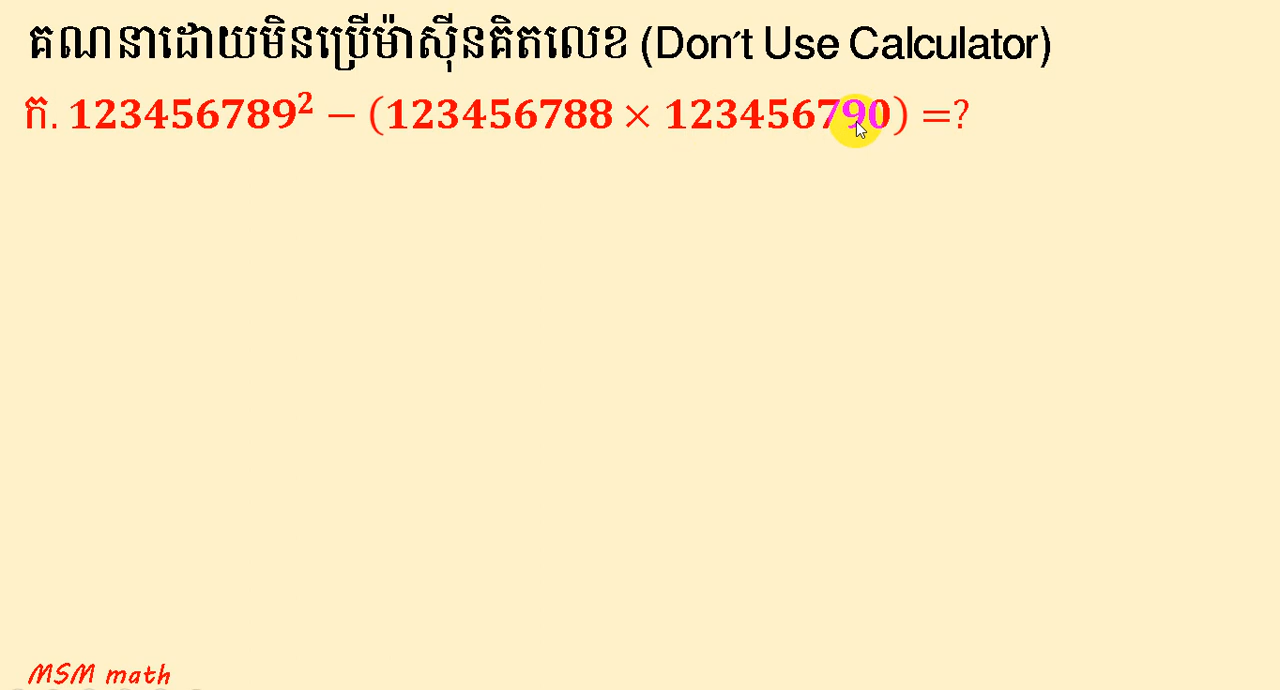 គណនាដោយមិនប្រើម៉ាស៊ីនគិតលេខ (Don´t Use Calculator)
ក. 123456789² − (123456788 × 123456790) =?
MSM math